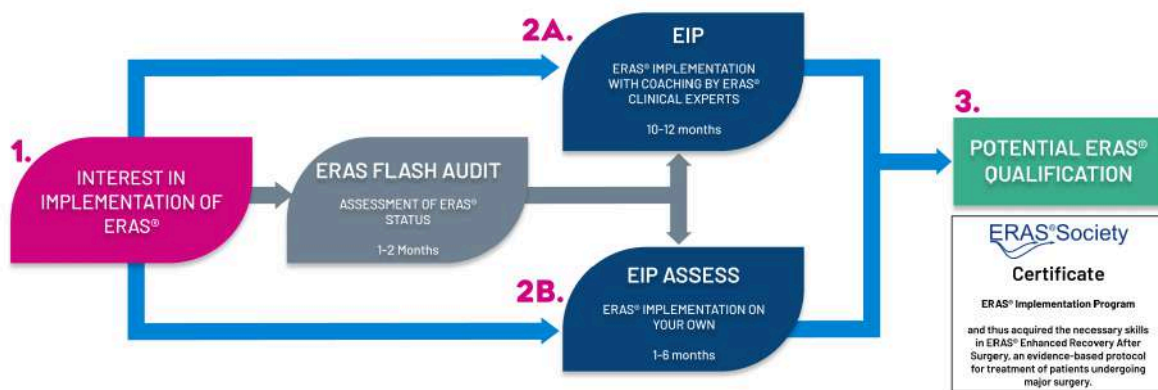 1.
INTEREST IN
IMPLEMENTATION OF
ERAS®
ERAS FLASH AUDIT
ASSESSMENT OF ERAS®
STATUS
1-2 Months
2A.
EIP
ERAS® IMPLEMENTATION
WITH COACHING BY ERAS®
CLINICAL EXPERTS
10-12 months
2B.
EIP ASSESS
ERAS® IMPLEMENTATION ON
YOUR OWN
1-6 months
3.
POTENTIAL ERAS®
QUALIFICATION
ERAS®Society
Certificate
ERAS® Implementation Program
and thus acquired the necessary skills
in ERAS® Enhanced Recovery After
Surgery, an evidence-based protocol
for treatment of patients undergoing
major surgery.